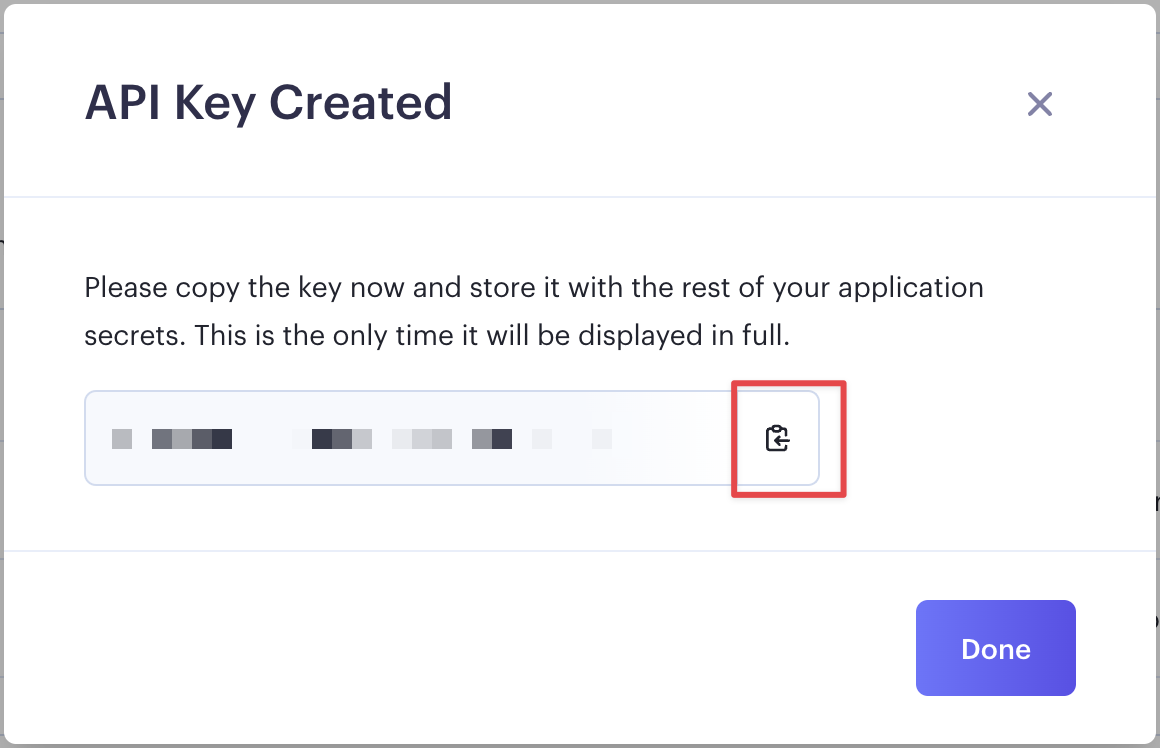 API Key Created
Please copy the key now and store it with the rest of your application
secrets. This is the only time it will be displayed in full.
Done